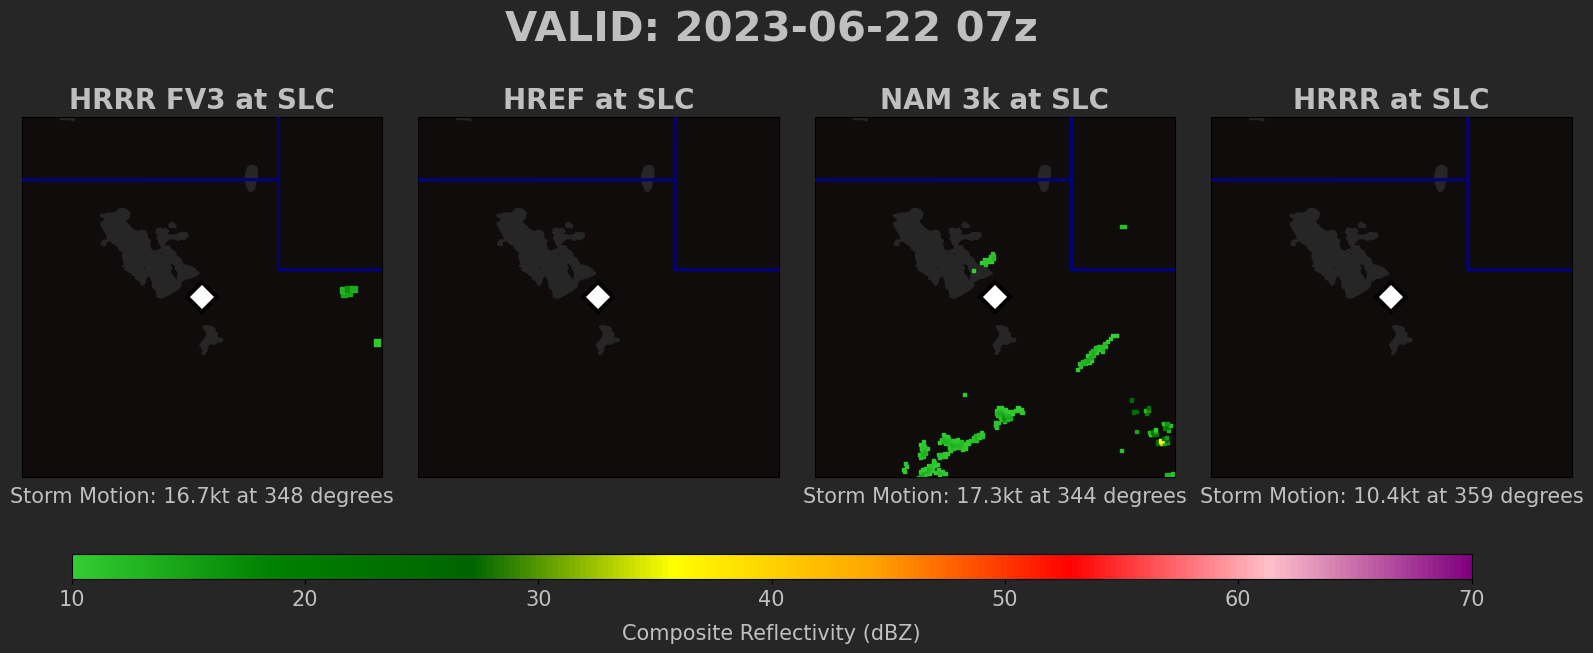 VALID: 2023-06-22 07z
HRRR FV3 at SLC
HREF at SLC
NAM 3k at SLC
HRRR at SLC
Storm Motion: 16.7kt at 348 degrees
Storm Motion: 17.3kt at 344 degrees
Storm Motion: 10.4kt at 359 degrees
10 20 30 40 50 60 70
Composite Reflectivity (dBZ)